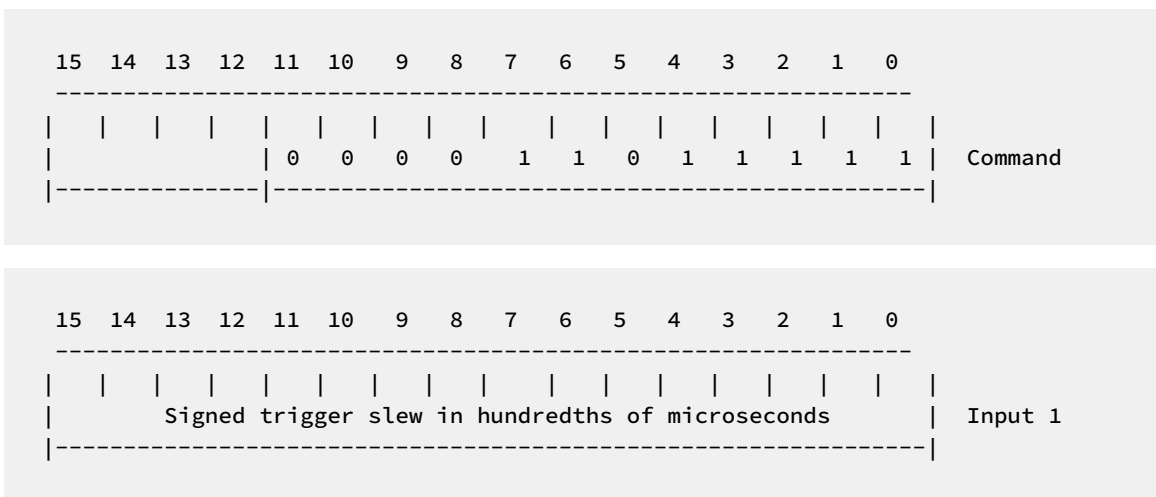 15 14 13 12 11 10 9 8 7 6 5 4 3 2 1 0
---------------------------------------------------------------
| | | | | | | | | | | | | | | | |
| | 0 0 0 0 1 1 0 1 1 1 1 1 | Command
|---------------|------------------------------------------------|
15 14 13 12 11 10 9 8 7 6 5 4 3 2 1 0
---------------------------------------------------------------
| | | | | | | | | | | | | | | | |
| Signed trigger slew in hundredths of microseconds | Input 1
|----------------------------------------------------------------|